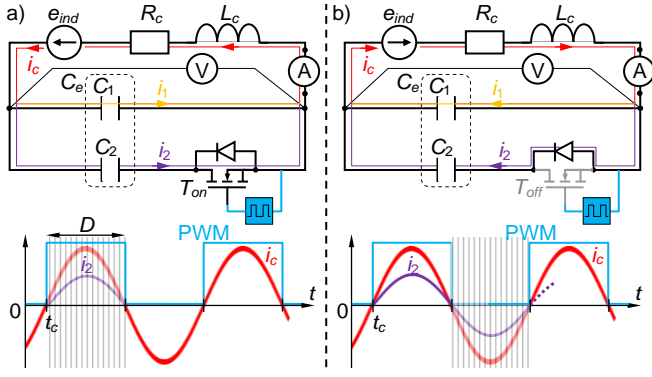 a)
e_ind
R_c
L_c
i_c
V
A
C_e
C_1
i_1
C_2
i_2
T_on
D
PWM
i_2
i_c
0
t_c
t
b)
e_ind
R_c
L_c
i_c
V
A
C_e
C_1
i_1
C_2
i_2
T_off
PWM
i_2
i_c
0
t_c
t